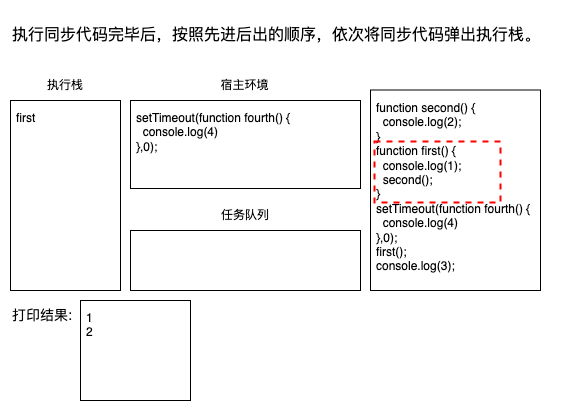 执行同步代码完毕后，按照先进后出的顺序，依次将同步代码弹出执行栈。
执行栈
first
宿主环境
setTimeout(function fourth() {
console.log(4)
},0);
任务队列
function second() {
console.log(2);
}
function first() {
console.log(1);
second();
}
setTimeout(function fourth() {
console.log(4)
},0);
first();
console.log(3);
打印结果:
1
2